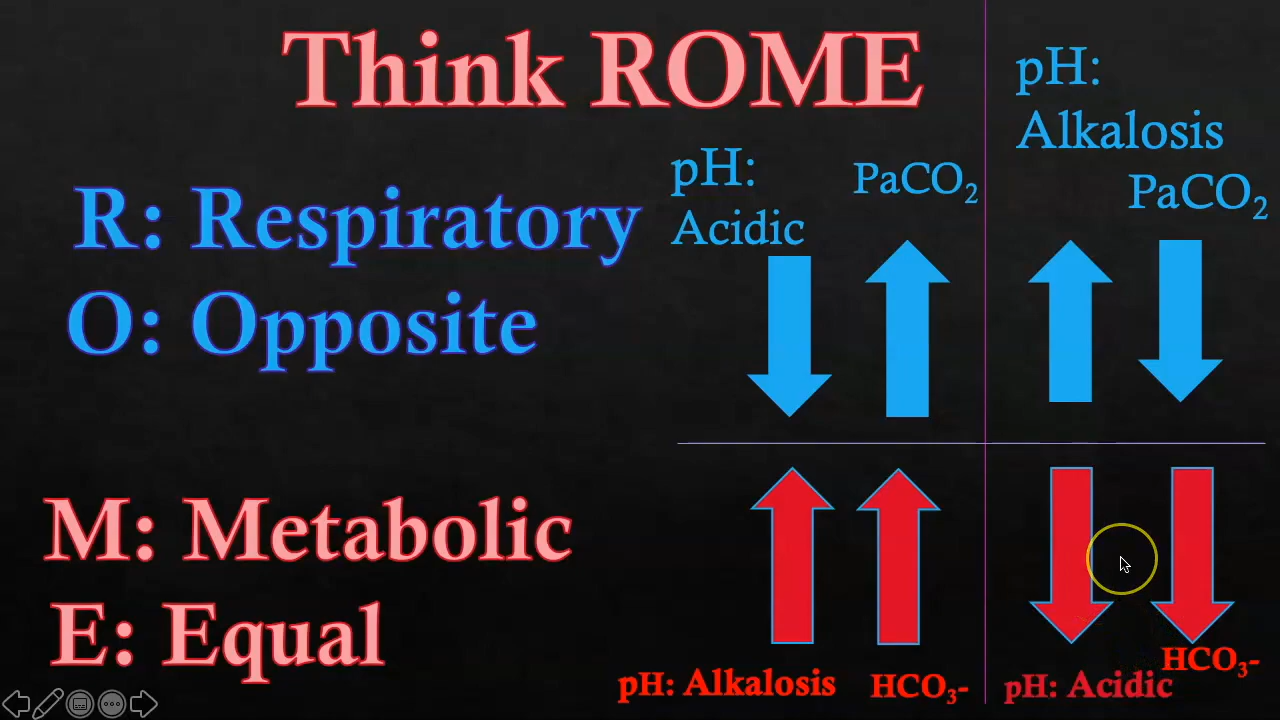 Think ROME
R: Respiratory
O: Opposite
pH:
Acidic
PaCO₂
pH:
Alkalosis
PaCO₂
M: Metabolic
E: Equal
pH: Alkalosis
HCO₃-
pH: Acidic
HCO₃-